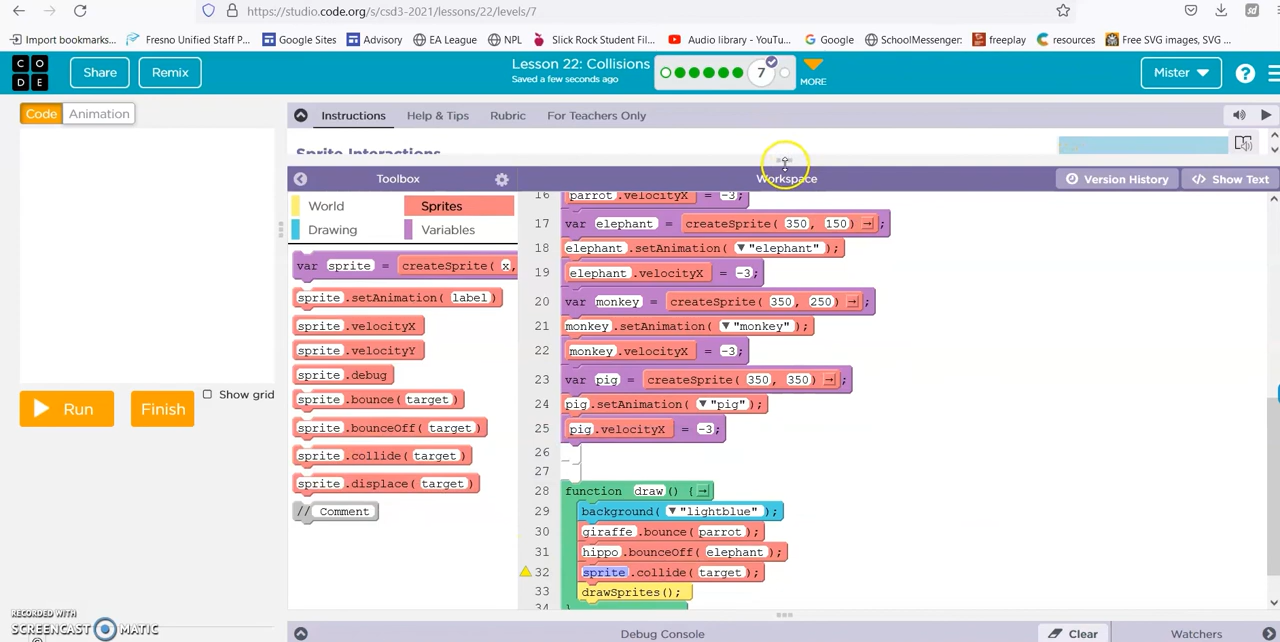 https://studio.code.org/s/csd3-2021/lessons/22/levels/7
Import bookmarks... Fresno Unified Staff P... Google Sites Advisory EA League NPL Slick Rock Student Fil... Audio library - YouTu... Google SchoolMessenger: freeplay resources Free SVG images, SVG ...
C O D E
Share
Remix
Lesson 22: Collisions
Saved a few seconds ago
7
MORE
Mister
?
sd
Code Animation
Instructions Help & Tips Rubric For Teachers Only
Sprite Interactions
Toolbox
Workspace
Version History
</> Show Text
World
Sprites
Drawing
Variables
var sprite = createSprite( x,
sprite.setAnimation( label )
sprite.velocityX
sprite.velocityY
sprite.debug
sprite.bounce( target )
sprite.bounceOff( target )
sprite.collide( target )
sprite.displace( target )
// Comment
Run
Finish
Show grid
16 parrot.velocityX = -3;
17 var elephant = createSprite( 350, 150);
18 elephant.setAnimation( "elephant" );
19 elephant.velocityX = -3;
20 var monkey = createSprite( 350, 250);
21 monkey.setAnimation( "monkey" );
22 monkey.velocityX = -3;
23 var pig = createSprite( 350, 350);
24 pig.setAnimation( "pig" );
25 pig.velocityX = -3;
26
27
28 function draw() {
29 background( "lightblue" );
30 giraffe.bounce( parrot );
31 hippo.bounceOff( elephant );
32 sprite.collide( target );
33 drawSprites();
34 }
RECORDED WITH
SCREENCAST MATIC
Debug Console
Clear
Watchers